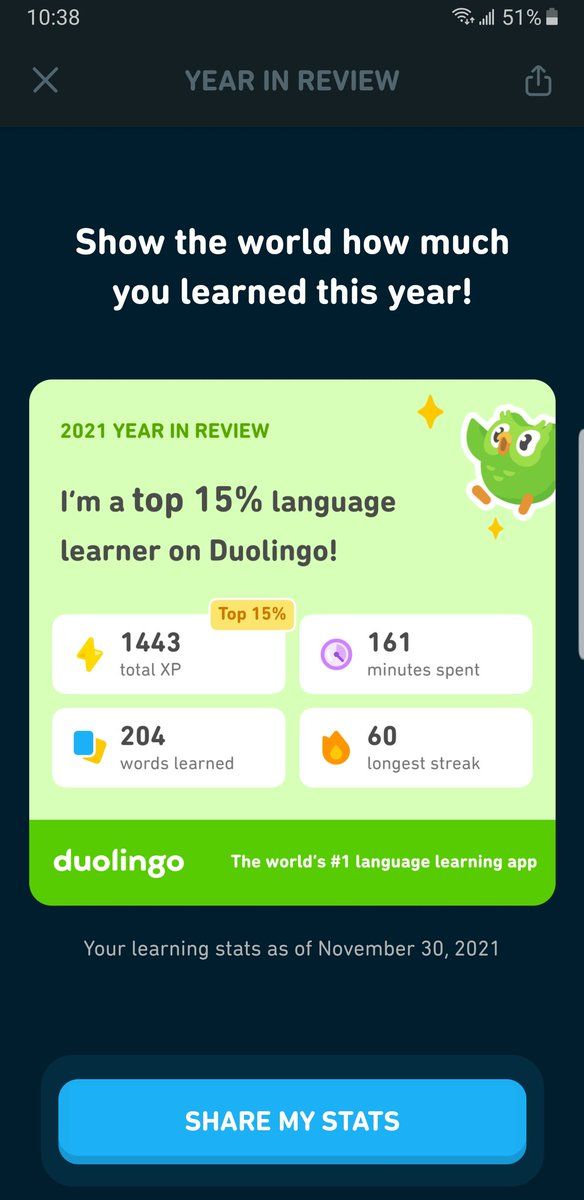 10:38 51%
YEAR IN REVIEW
Show the world how much
you learned this year!
2021 YEAR IN REVIEW
I'm a top 15% language
learner on Duolingo!
Top 15%
1443
total XP
161
minutes spent
204
words learned
60
longest streak
duolingo The world's #1 language learning app
Your learning stats as of November 30, 2021
SHARE MY STATS